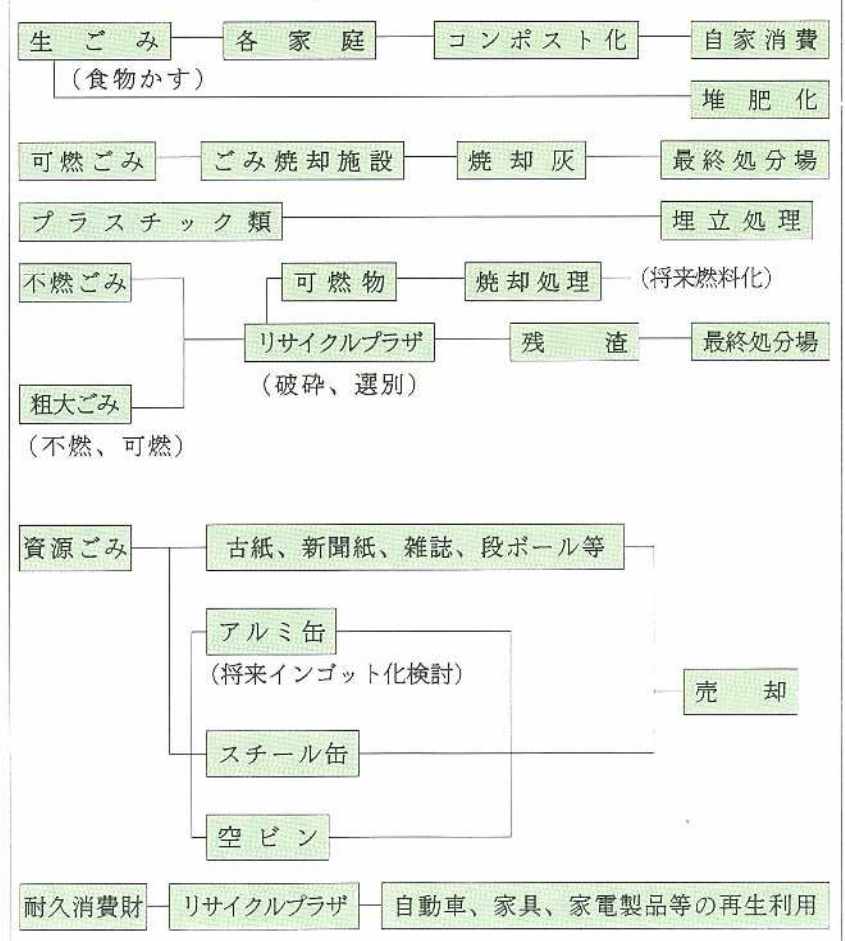 生ごみ 各家庭 コンポスト化 自家消費
(食物かす)
堆肥化
可燃ごみ ごみ焼却施設 焼却灰 最終処分場
プラスチック類 埋立処理
不燃ごみ 可燃物 焼却処理 (将来燃料化)
リサイクルプラザ 残渣 最終処分場
(破砕、選別)
粗大ごみ
(不燃、可燃)
資源ごみ 古紙、新聞紙、雑誌、段ボール等
アルミ缶
(将来インゴット化検討)
売却
スチール缶
空ビン
耐久消費財 リサイクルプラザ 自動車、家具、家電製品等の再生利用